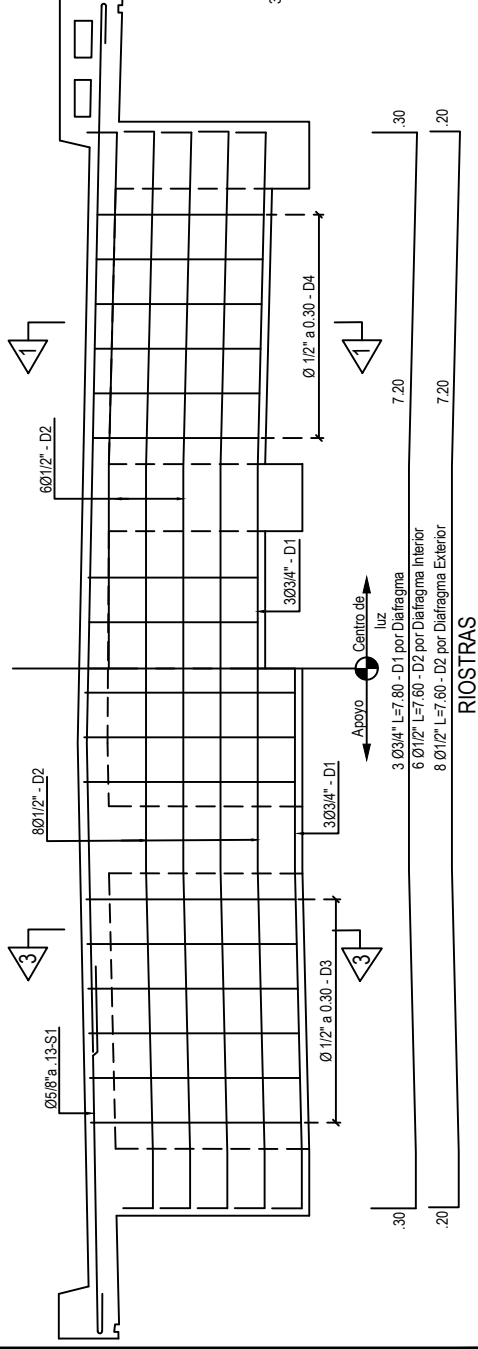 Ø5/8"a .13-S1
8Ø1/2" - D2
6Ø1/2" - D2
3
1
3Ø3/4" - D1
3Ø3/4" - D1
Ø 1/2" a 0.30 - D3
Ø 1/2" a 0.30 - D4
3
1
Apoyo
Centro de
luz
.30
3 Ø3/4" L=7.80 - D1 por Diafragma
7.20
.30
6 Ø1/2" L=7.60 - D2 por Diafragma Interior
.20
8 Ø1/2" L=7.60 - D2 por Diafragma Exterior
7.20
.20
RIOSTRAS
3